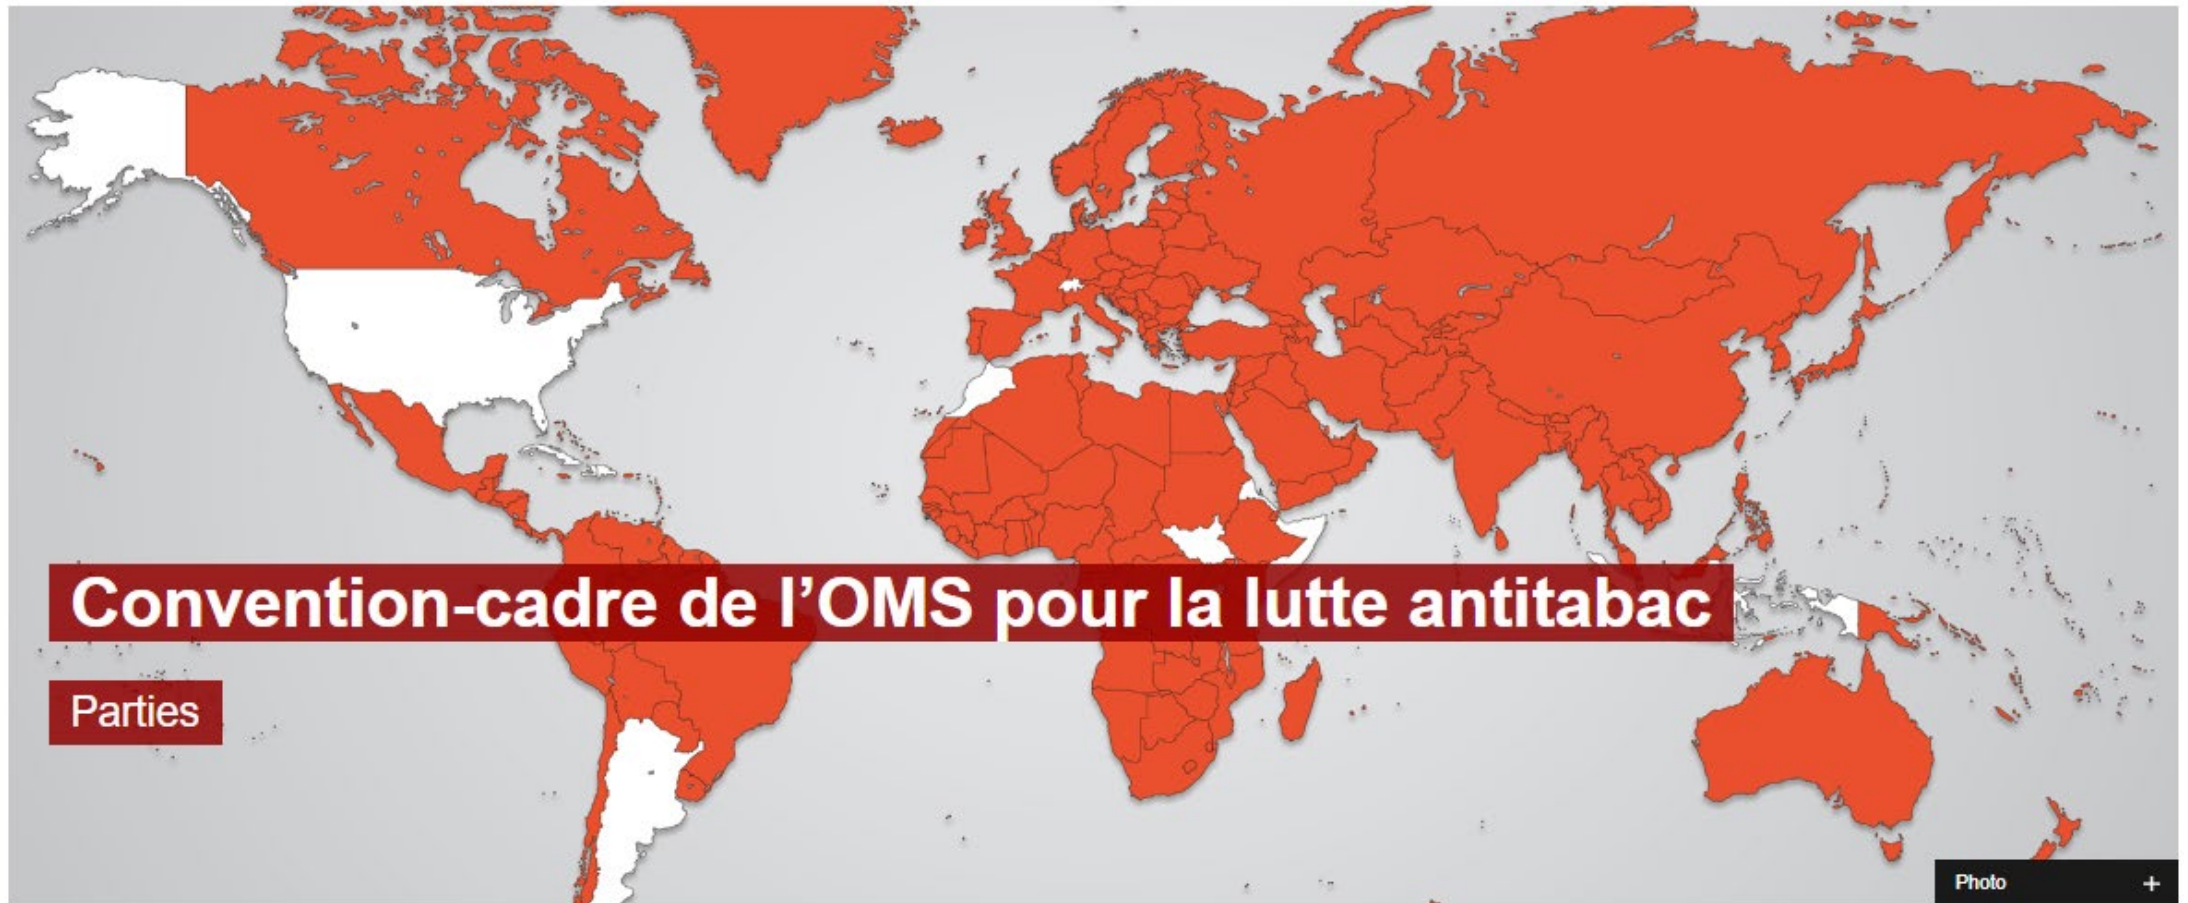 Convention-cadre de l’OMS pour la lutte antitabac
Parties
Photo +